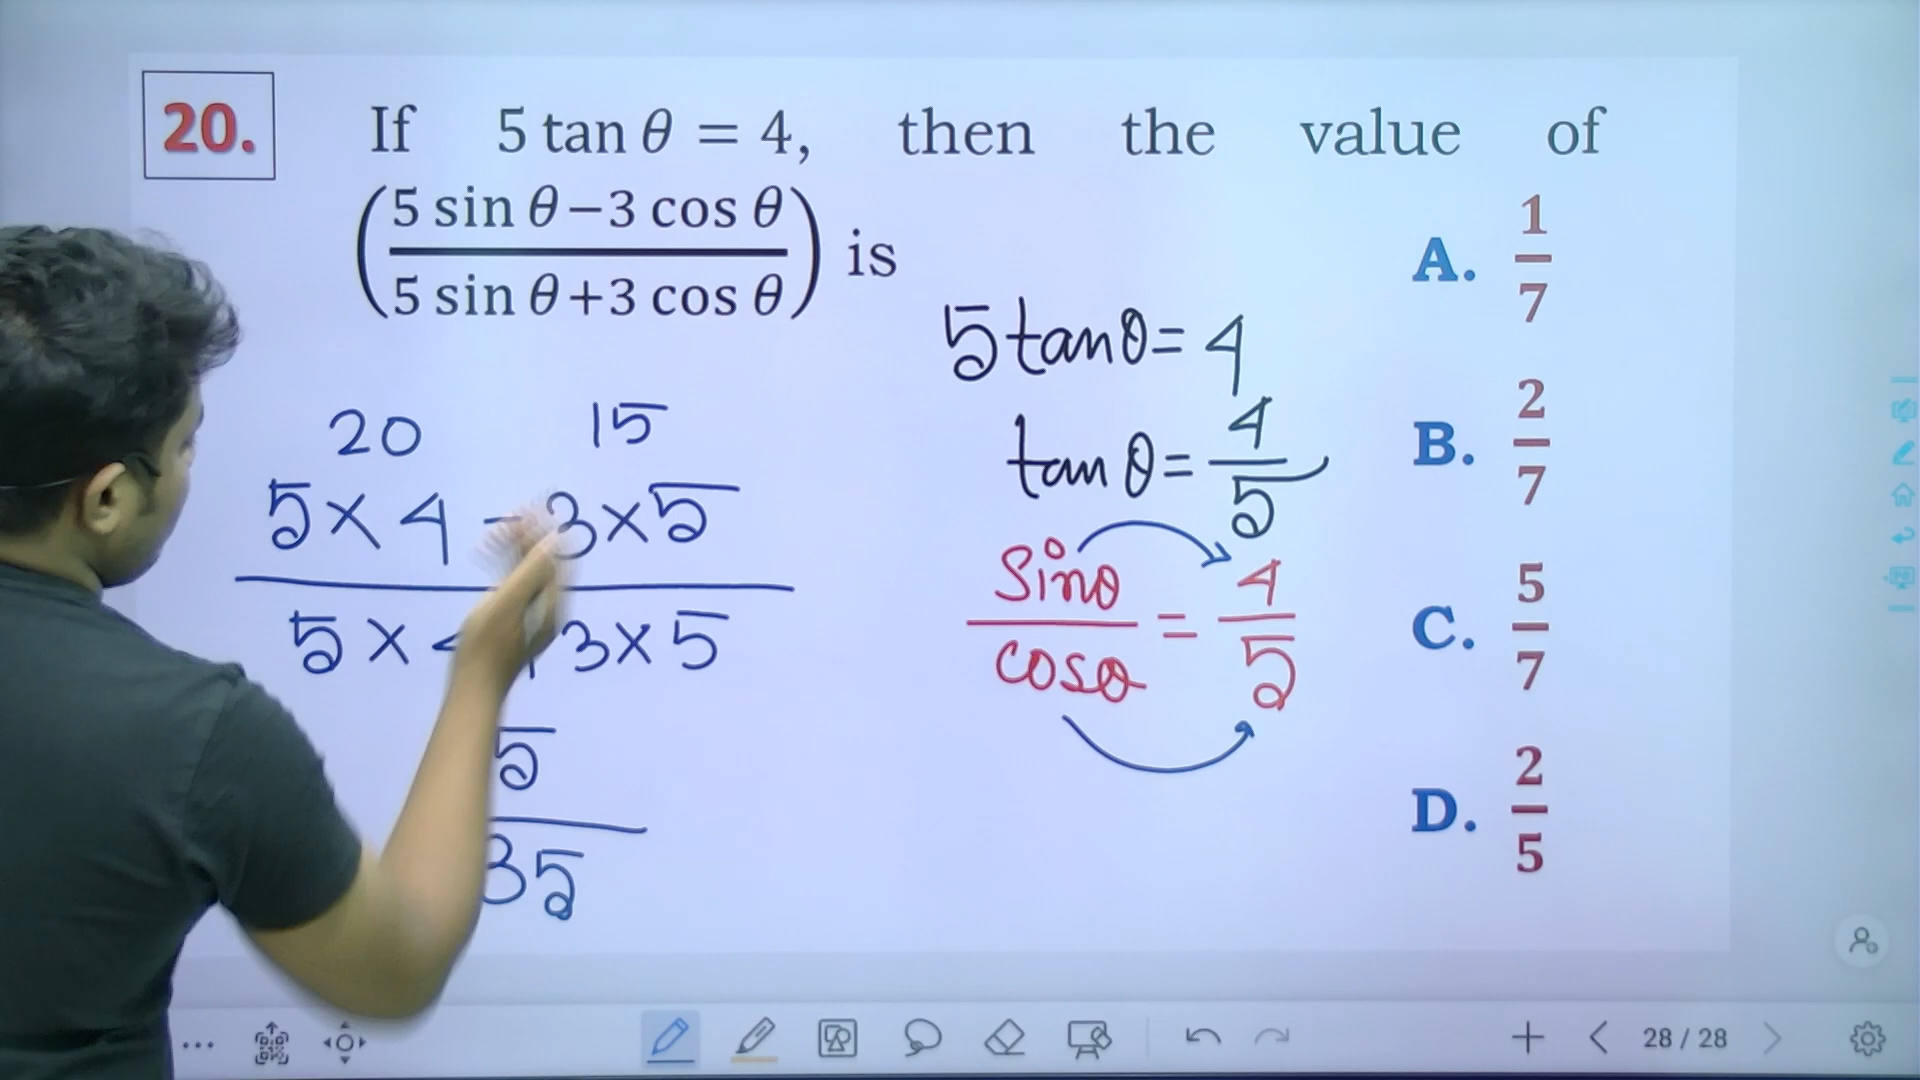 20. If 5 tan θ = 4, then the value of
(5 sin θ−3 cos θ / 5 sin θ+3 cos θ) is
A. 1/7
B. 2/7
C. 5/7
D. 2/5
5tanθ= 4
tan θ= 4/5
Sinθ/cosθ = 4/5
20 15
5×4 - 3×5
5× 3×5
5
35
28 / 28